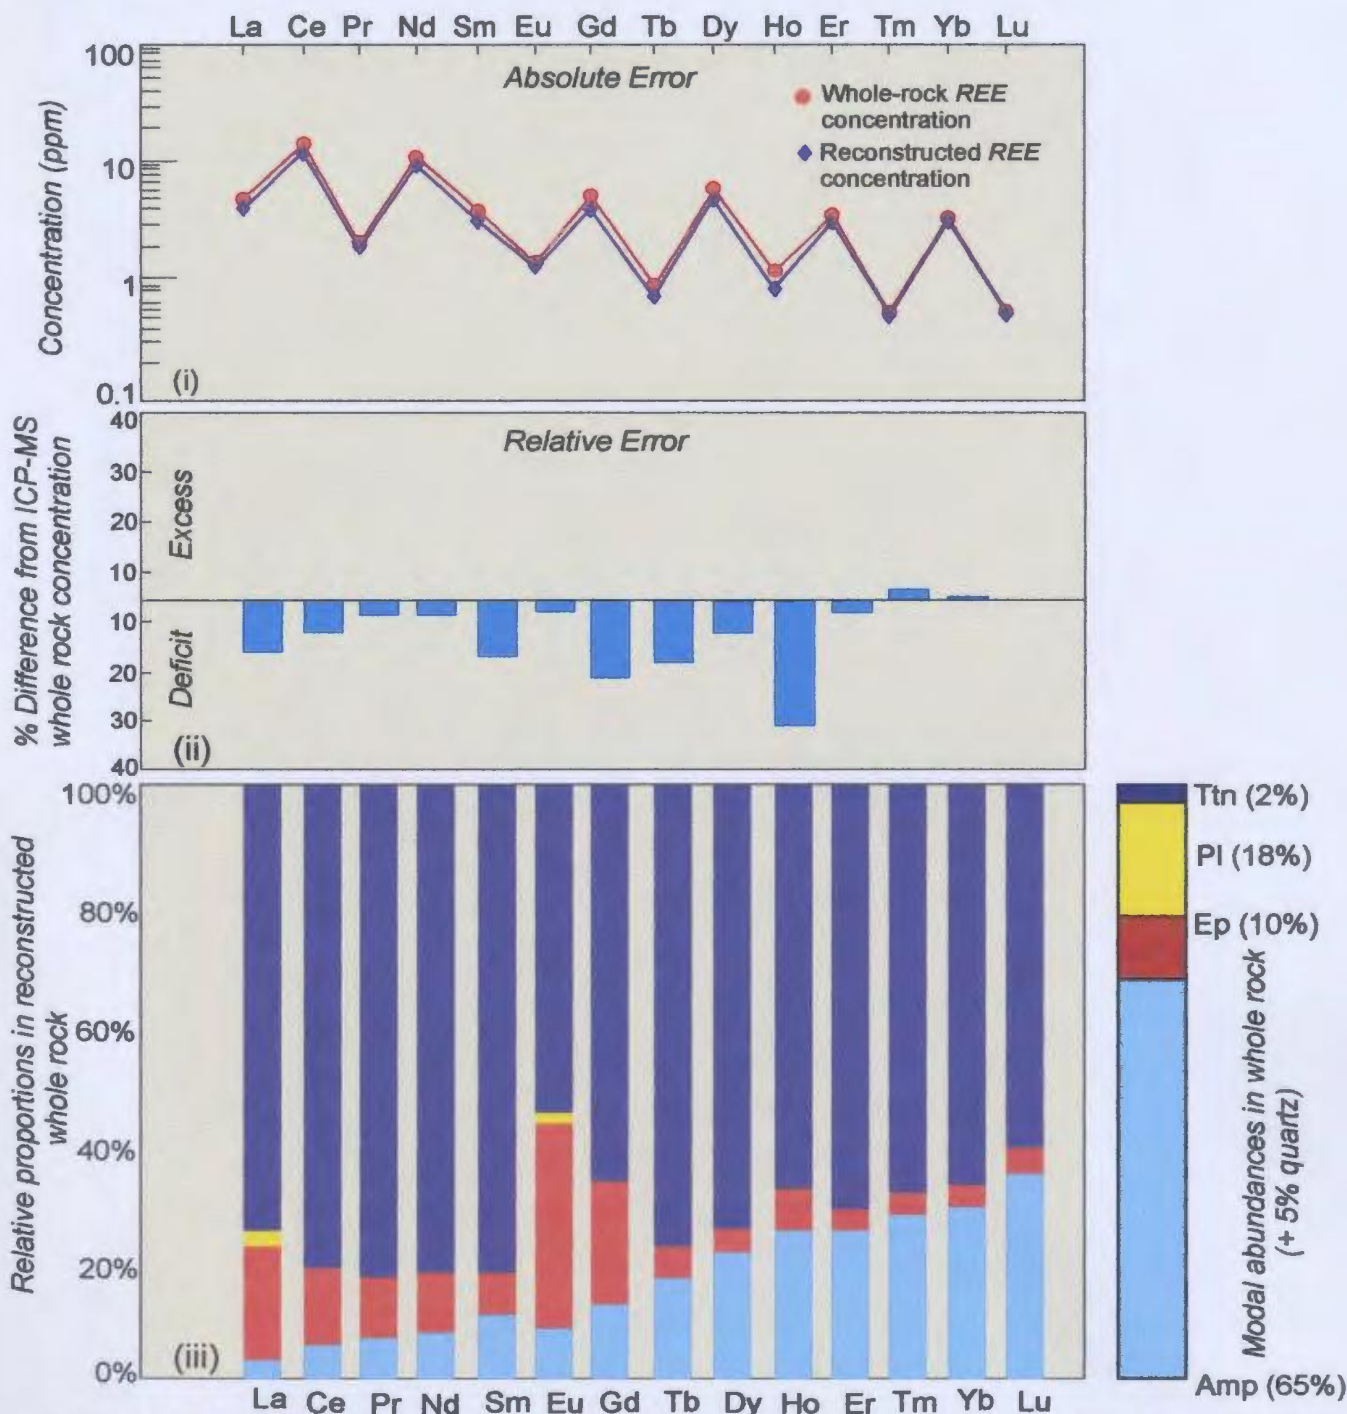 La Ce Pr Nd Sm Eu Gd Tb Dy Ho Er Tm Yb Lu
Absolute Error
Whole-rock REE
concentration
Reconstructed REE
concentration
Concentration (ppm)
100
10
1
0.1
(i)
Relative Error
% Difference from ICP-MS
whole rock concentration
Excess
Deficit
40
30
20
10
10
20
30
40
(ii)
Relative proportions in reconstructed
whole rock
100%
80%
60%
40%
20%
0%
(iii)
La Ce Pr Nd Sm Eu Gd Tb Dy Ho Er Tm Yb Lu
Ttn (2%)
Pl (18%)
Ep (10%)
Amp (65%)
Modal abundances in whole rock
(+ 5% quartz)